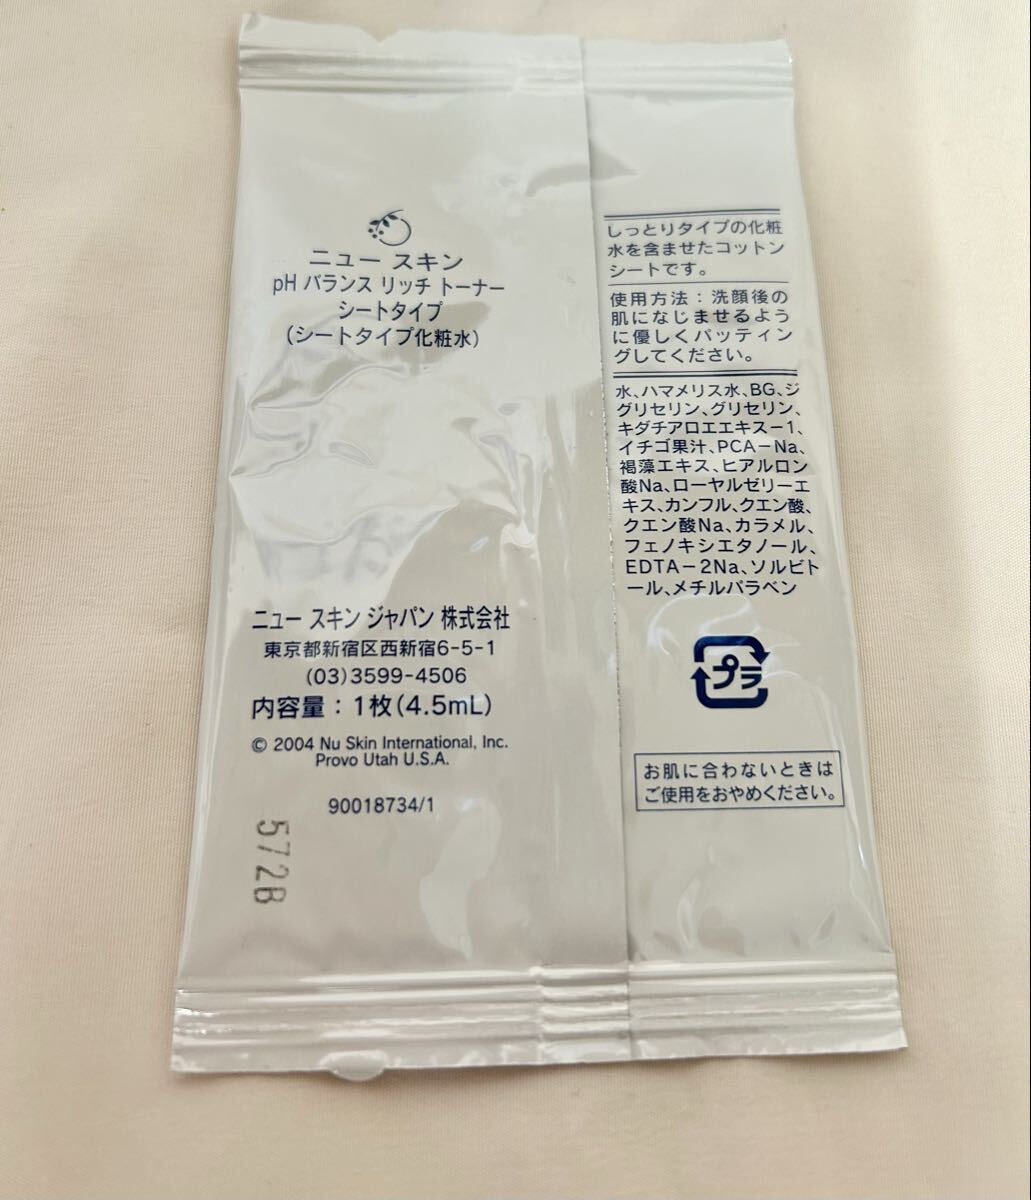 ニュー スキン
pH バランス リッチ トーナー
シートタイプ
(シートタイプ化粧水)
ニュー スキン ジャパン 株式会社
東京都新宿区西新宿6-5-1
(03)3599-4506
内容量：1枚(4.5mL)
© 2004 Nu Skin International, Inc.
Provo Utah U.S.A.
90018734/1
572B
しっとりタイプの化粧
水を含ませたコットン
シートです。
使用方法：洗顔後の
肌になじませるよう
に優しくパッティン
グしてください。
水、ハマメリス水、BG、ジ
グリセリン、グリセリン、
キダチアロエエキス-1、
イチゴ果汁、PCA-Na、
褐藻エキス、ヒアルロン
酸Na、ローヤルゼリーエ
キス、カンフル、クエン酸、
クエン酸Na、カラメル、
フェノキシエタノール、
EDTA-2Na、ソルビト
ール、メチルパラベン
プラ
お肌に合わないときは
ご使用をおやめください。